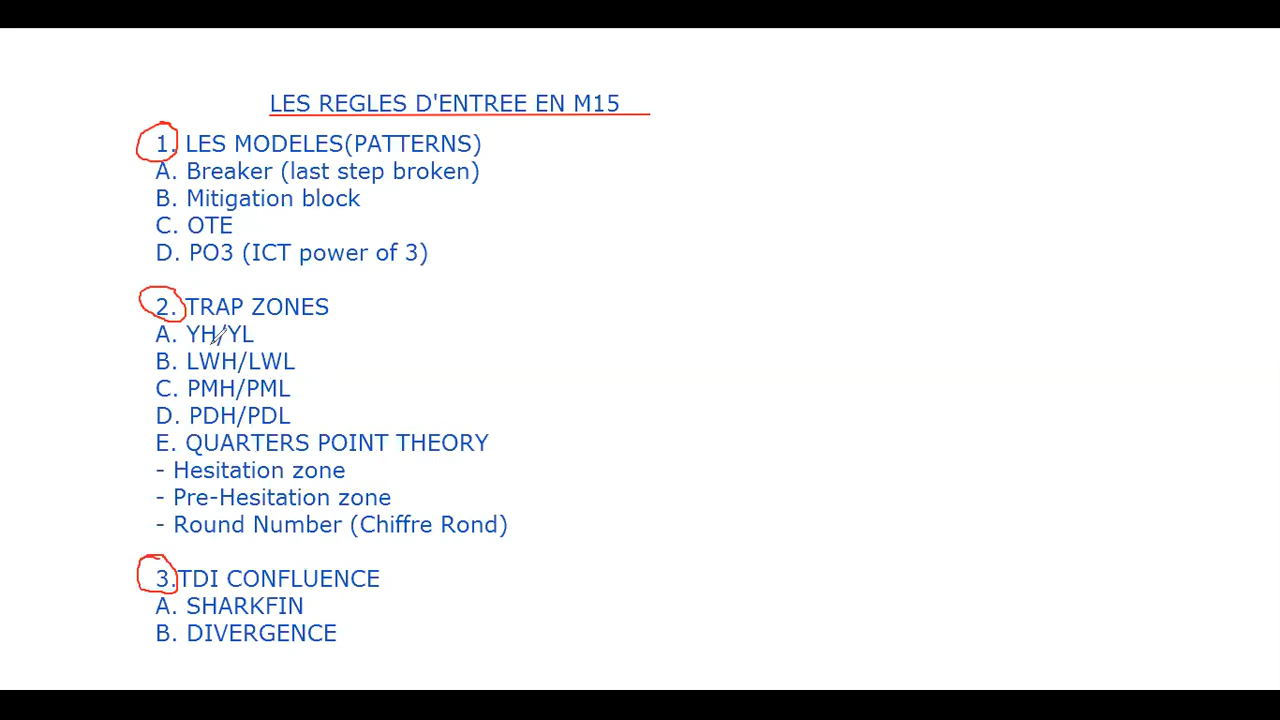 LES REGLES D'ENTREE EN M15
1. LES MODELES(PATTERNS)
A. Breaker (last step broken)
B. Mitigation block
C. OTE
D. PO3 (ICT power of 3)
2. TRAP ZONES
A. YH/YL
B. LWH/LWL
C. PMH/PML
D. PDH/PDL
E. QUARTERS POINT THEORY
- Hesitation zone
- Pre-Hesitation zone
- Round Number (Chiffre Rond)
3.TDI CONFLUENCE
A. SHARKFIN
B. DIVERGENCE